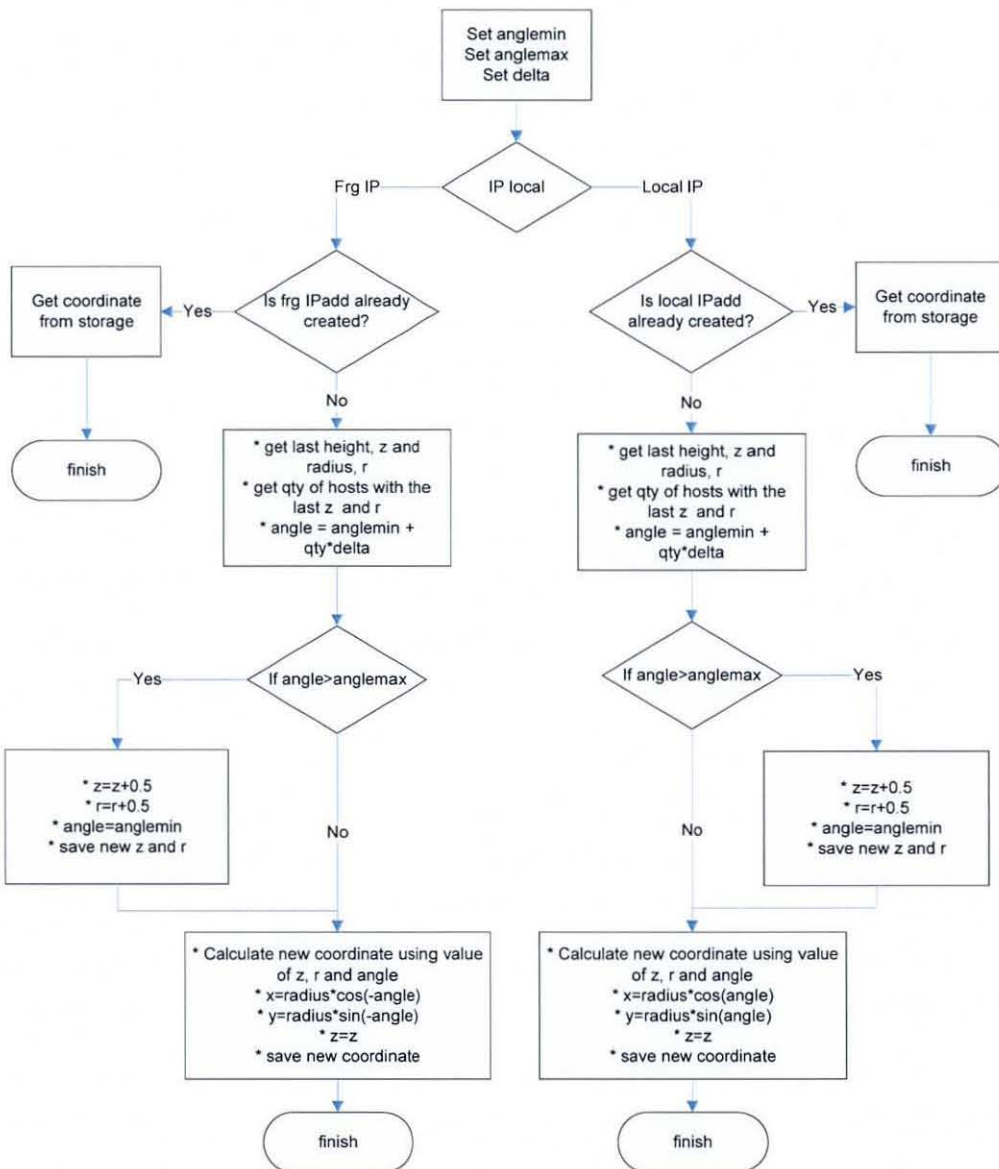 Set anglemin
Set anglemax
Set delta
IP local
Frg IP
Local IP
Is frg IPadd already
created?
Yes
Get coordinate
from storage
finish
Is local IPadd
already created?
Yes
Get coordinate
from storage
finish
No
* get last height, z and
radius, r
* get qty of hosts with the
last z and r
* angle = anglemin +
qty*delta
No
* get last height, z and
radius, r
* get qty of hosts with the
last z and r
* angle = anglemin +
qty*delta
If angle>anglemax
Yes
* z=z+0.5
* r=r+0.5
* angle=anglemin
* save new z and r
No
If angle>anglemax
Yes
* z=z+0.5
* r=r+0.5
* angle=anglemin
* save new z and r
No
* Calculate new coordinate using value
of z, r and angle
* x=radius*cos(-angle)
* y=radius*sin(-angle)
* z=z
* save new coordinate
finish
* Calculate new coordinate using value
of z, r and angle
* x=radius*cos(angle)
* y=radius*sin(angle)
* z=z
* save new coordinate
finish